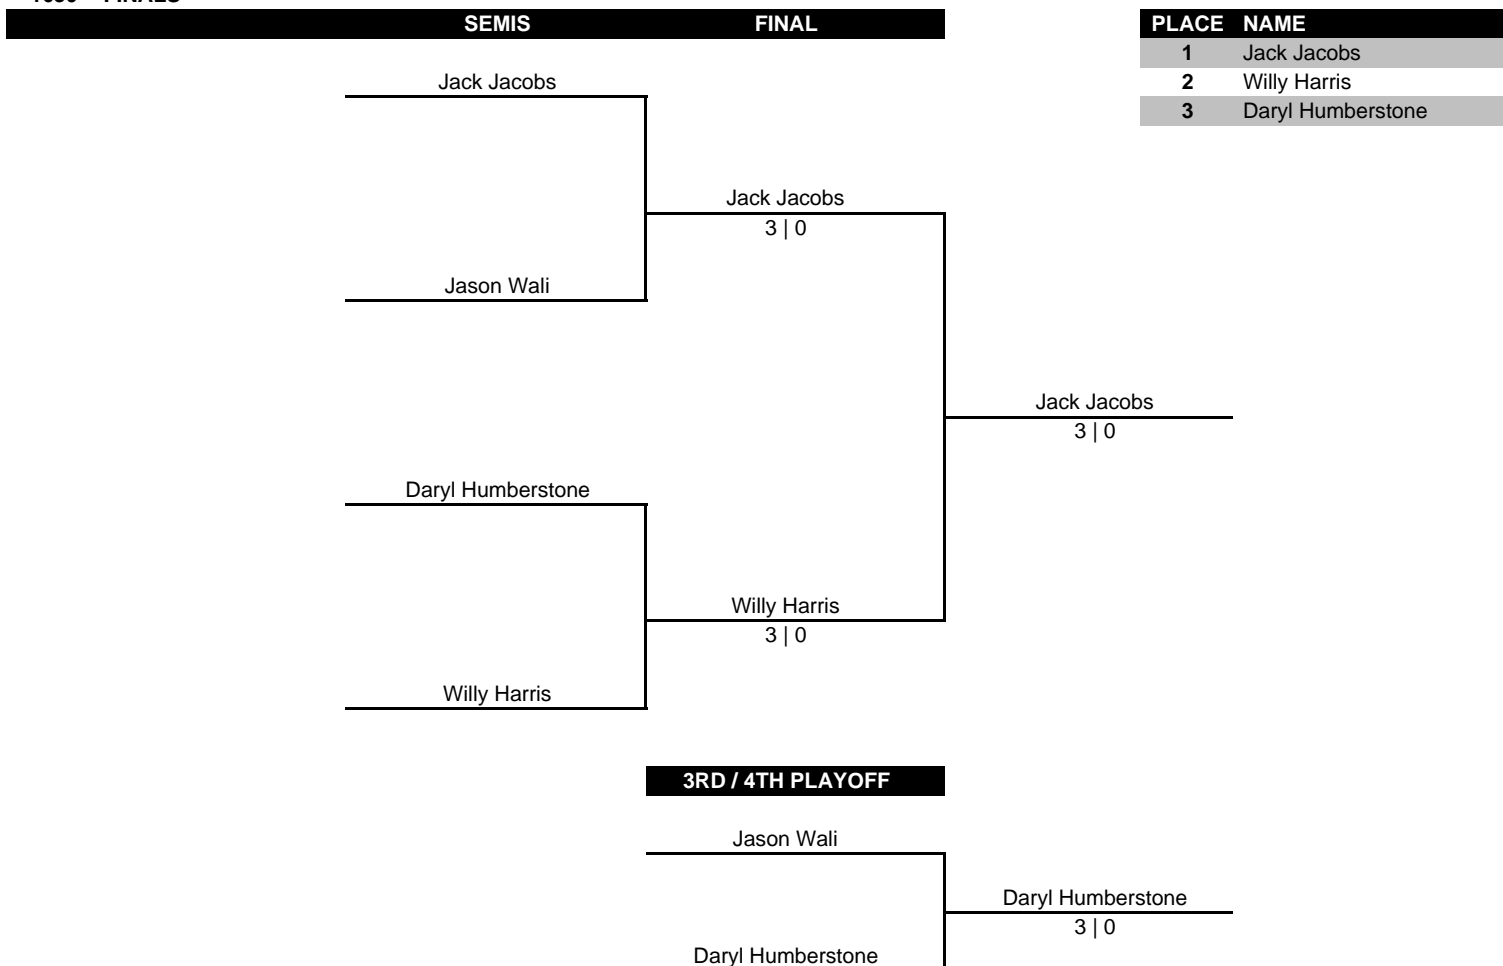 SEMIS FINAL
PLACE NAME
1 Jack Jacobs
2 Willy Harris
3 Daryl Humberstone
Jack Jacobs
Jack Jacobs
3 | 0
Jason Wali
Jack Jacobs
3 | 0
Daryl Humberstone
Willy Harris
3 | 0
Willy Harris
3RD / 4TH PLAYOFF
Jason Wali
Daryl Humberstone
3 | 0
Daryl Humberstone